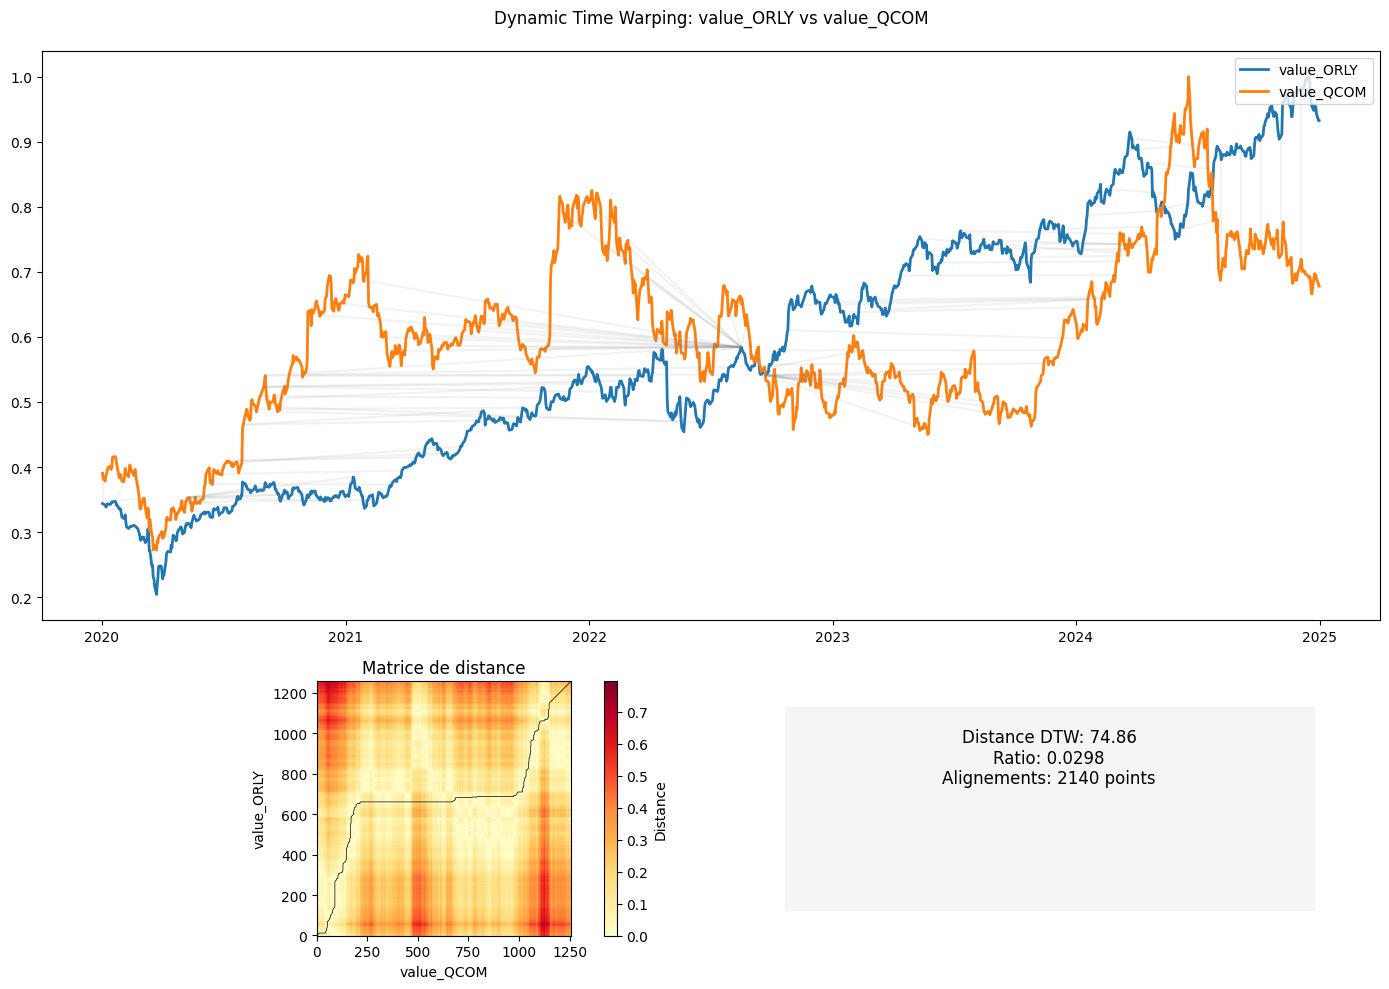 Dynamic Time Warping: value_ORLY vs value_QCOM
value_ORLY
value_QCOM
1.0
0.9
0.8
0.7
0.6
0.5
0.4
0.3
0.2
2020 2021 2022 2023 2024 2025
Matrice de distance
value_ORLY
1200
1000
800
600
400
200
0
0 250 500 750 1000 1250
value_QCOM
0.7
0.6
0.5
0.4
0.3
0.2
0.1
0.0
Distance
Distance DTW: 74.86
Ratio: 0.0298
Alignements: 2140 points